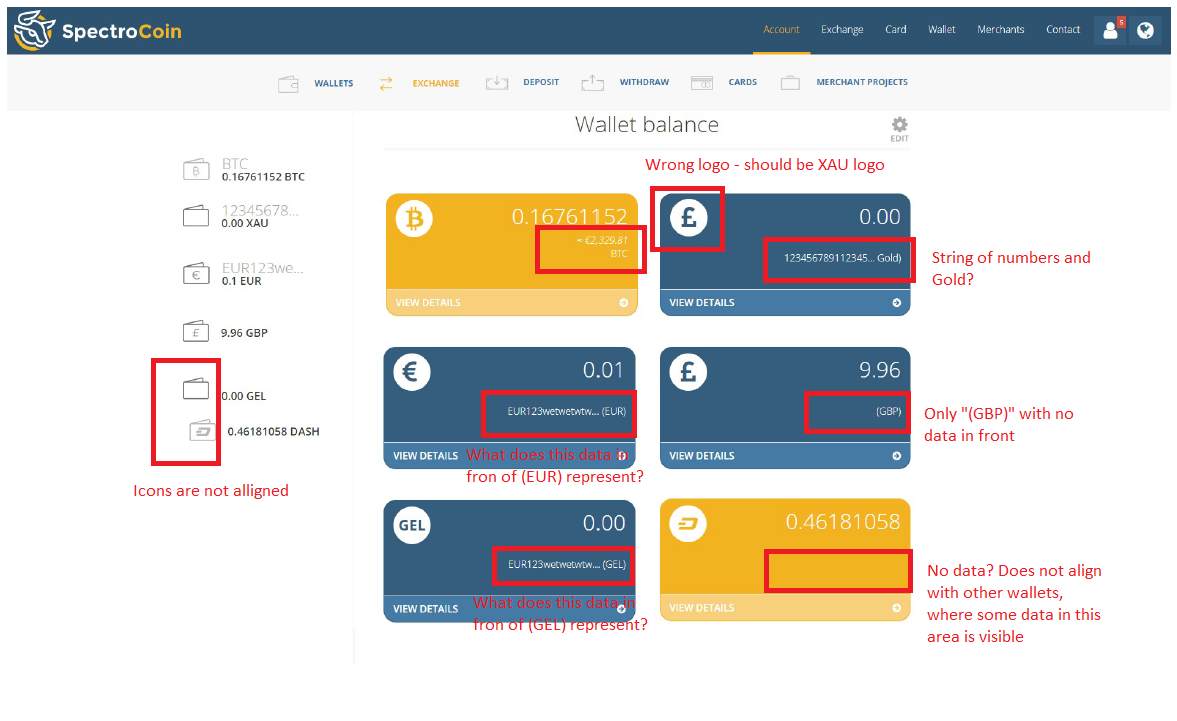 SpectroCoin
Account Exchange Card Wallet Merchants Contact 5
WALLETS EXCHANGE DEPOSIT WITHDRAW CARDS MERCHANT PROJECTS
Wallet balance
EDIT
Wrong logo - should be XAU logo
BTC
0.16761152 BTC
12345678...
0.00 XAU
EUR123we...
0.1 EUR
£
9.96 GBP
0.00 GEL
0.46181058 DASH
Icons are not alligned
0.16761152
≈ €2,329.81
BTC
VIEW DETAILS
£
0.00
123456789112345... Gold)
VIEW DETAILS
String of numbers and
Gold?
€
0.01
EUR123wetwetwtw... (EUR)
VIEW DETAILS
What does this data in
fron of (EUR) represent?
£
9.96
(GBP)
VIEW DETAILS
Only "(GBP)" with no
data in front
GEL
0.00
EUR123wetwetwtw... (GEL)
VIEW DETAILS
What does this data in
fron of (GEL) represent?
0.46181058
VIEW DETAILS
No data? Does not align
with other wallets,
where some data in this
area is visible